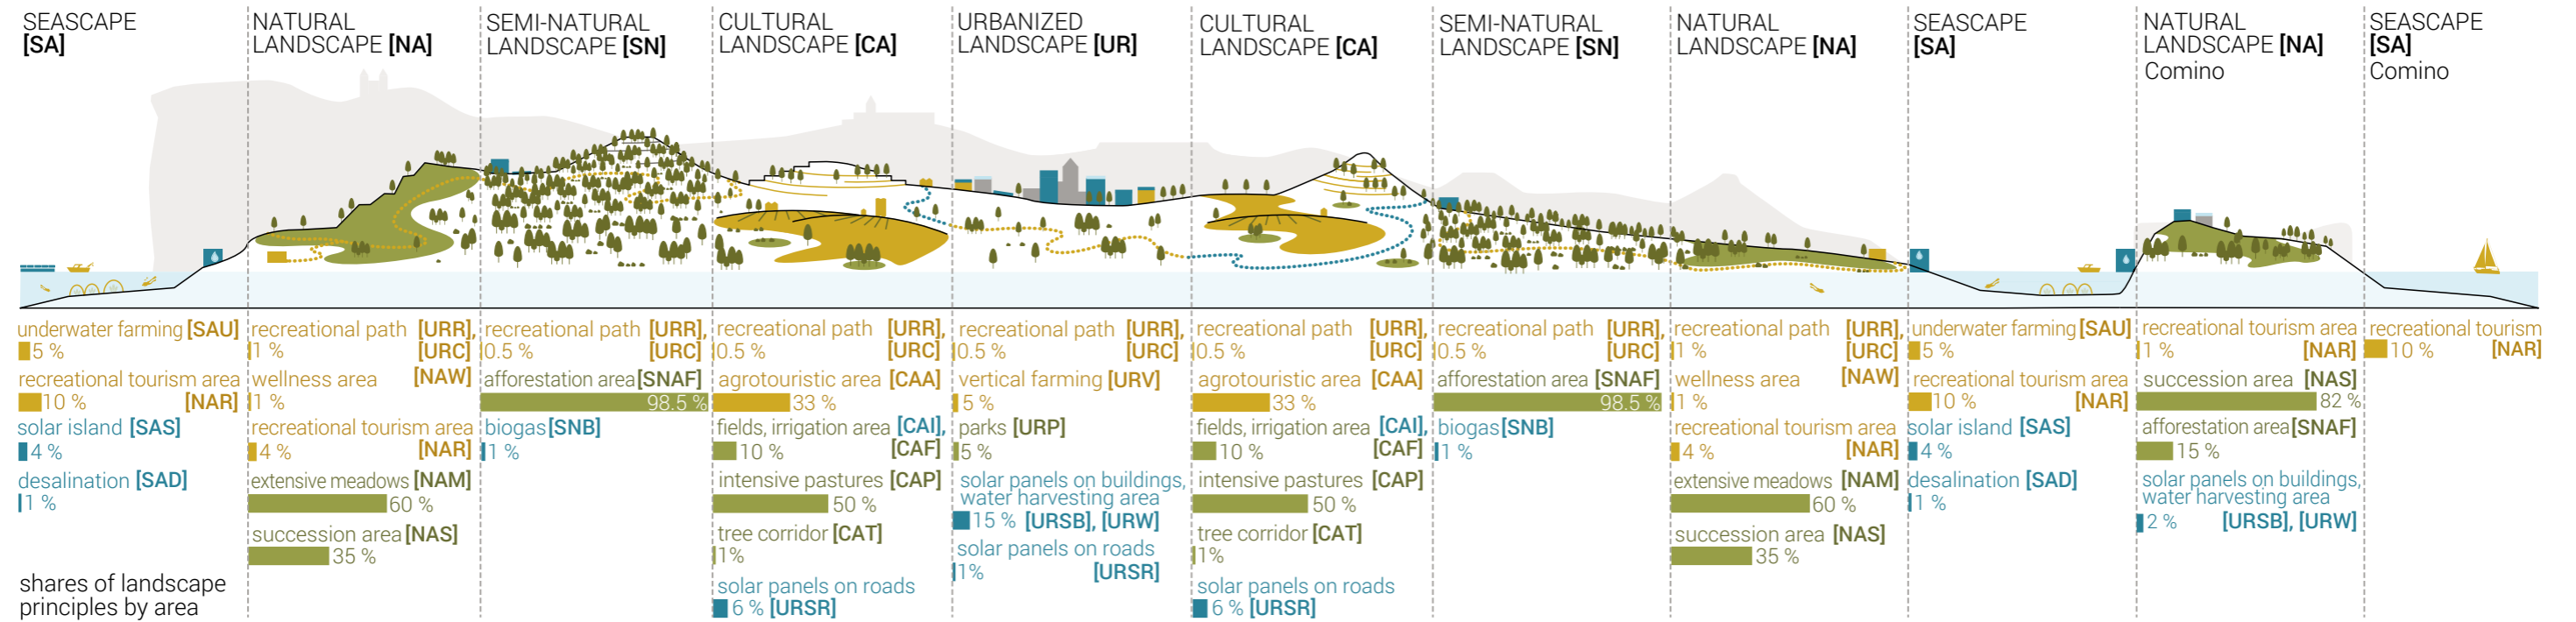 SEASCAPE
[SA]
NATURAL
LANDSCAPE [NA]
SEMI-NATURAL
LANDSCAPE [SN]
CULTURAL
LANDSCAPE [CA]
URBANIZED
LANDSCAPE [UR]
CULTURAL
LANDSCAPE [CA]
SEMI-NATURAL
LANDSCAPE [SN]
NATURAL
LANDSCAPE [NA]
SEASCAPE
[SA]
NATURAL
LANDSCAPE [NA]
Comino
SEASCAPE
[SA]
Comino
underwater farming [SAU]
5 %
recreational tourism area
10 % [NAR]
solar island [SAS]
4 %
desalination [SAD]
1 %
recreational path [URR],
1 % [URC]
wellness area [NAW]
1 %
recreational tourism area
4 % [NAR]
extensive meadows [NAM]
60 %
succession area [NAS]
35 %
recreational path [URR],
0.5 % [URC]
afforestation area [SNAF]
98.5 %
biogas [SNB]
1 %
recreational path [URR],
0.5 % [URC]
agrotouristic area [CAA]
33 %
fields, irrigation area [CAI],
10 % [CAF]
intensive pastures [CAP]
50 %
tree corridor [CAT]
1%
solar panels on roads
6 % [URSR]
recreational path [URR],
0.5 % [URC]
vertical farming [URV]
5 %
parks [URP]
5 %
solar panels on buildings,
water harvesting area
15 % [URSB], [URW]
solar panels on roads
1% [URSR]
recreational path [URR],
0.5 % [URC]
agrotouristic area [CAA]
33 %
fields, irrigation area [CAI],
10 % [CAF]
intensive pastures [CAP]
50 %
tree corridor [CAT]
1%
solar panels on roads
6 % [URSR]
recreational path [URR],
0.5 % [URC]
afforestation area [SNAF]
98.5 %
biogas [SNB]
1 %
recreational path [URR],
1 % [URC]
wellness area [NAW]
1 %
recreational tourism area
4 % [NAR]
extensive meadows [NAM]
60 %
succession area [NAS]
35 %
underwater farming [SAU]
5 %
recreational tourism area
10 % [NAR]
solar island [SAS]
4 %
desalination [SAD]
1 %
recreational tourism area
1 % [NAR]
succession area [NAS]
82 %
afforestation area [SNAF]
15 %
solar panels on buildings,
water harvesting area
2 % [URSB], [URW]
recreational tourism
10 % [NAR]
shares of landscape
principles by area